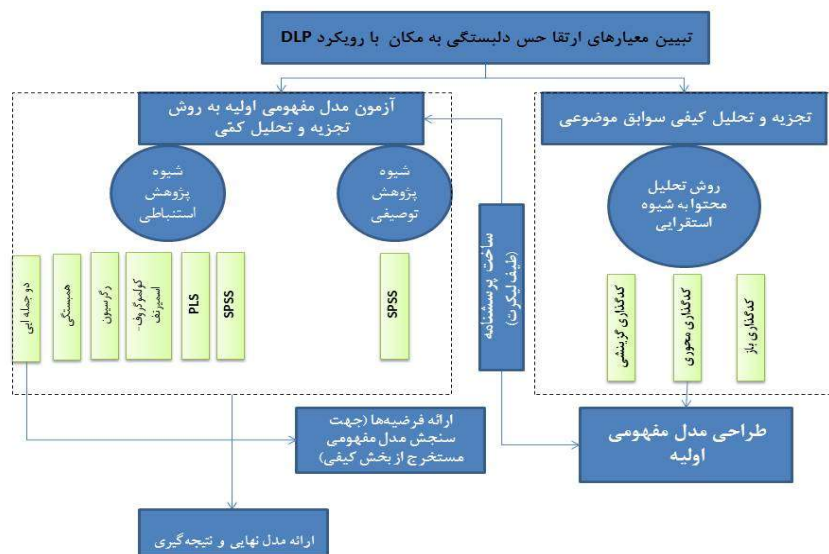 تبیین معیارهای ارتقا حس دلبستگی به مکان با رویکرد DLP
تجزیه و تحلیل کیفی سوابق موضوعی
روش تحلیل
محتوا به شیوه
استقرایی
کدگذاری باز
کدگذاری محوری
کدگذاری گزینشی
طراحی مدل مفهومی
اولیه
ساخت پرسشنامه
(طیف لیکرت)
آزمون مدل مفهومی اولیه به روش
تجزیه و تحلیل کمّی
شیوه
پژوهش
توصیفی
SPSS
شیوه
پژوهش
استنباطی
SPSS
PLS
کولموگروف-
اسمیرنف
رگرسیون
همبستگی
دو جمله ایی
ارائه فرضیه‌ها (جهت
سنجش مدل مفهومی
مستخرج از بخش کیفی)
ارائه مدل نهایی و نتیجه‌گیری